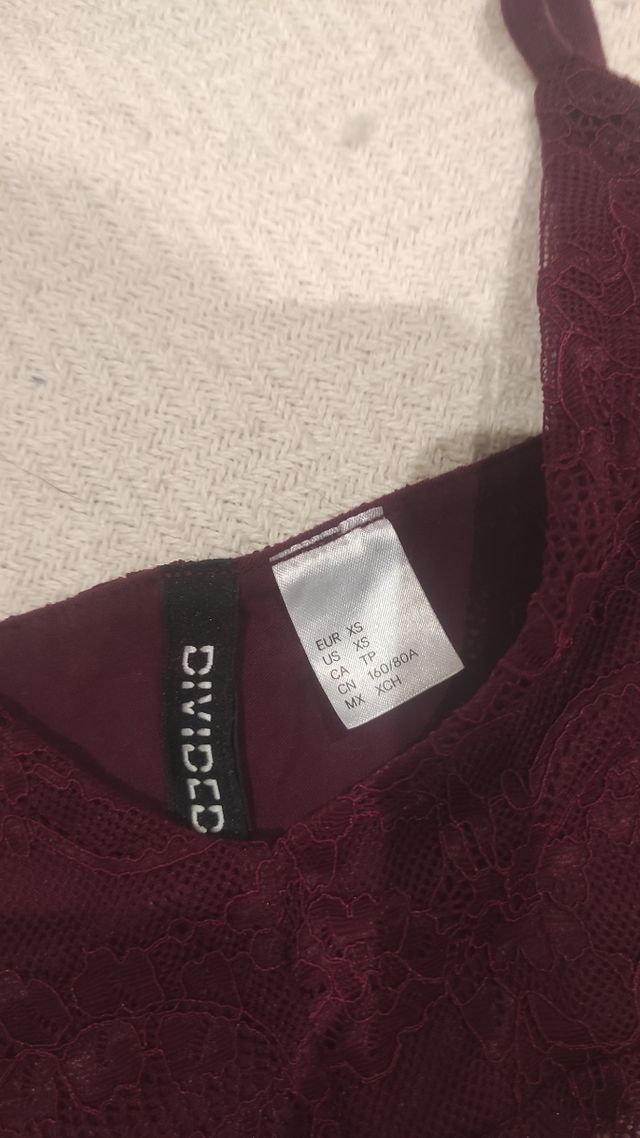 DIVIDED
EUR XS
US XS
CA TP
CN 160/80A
MX XCH